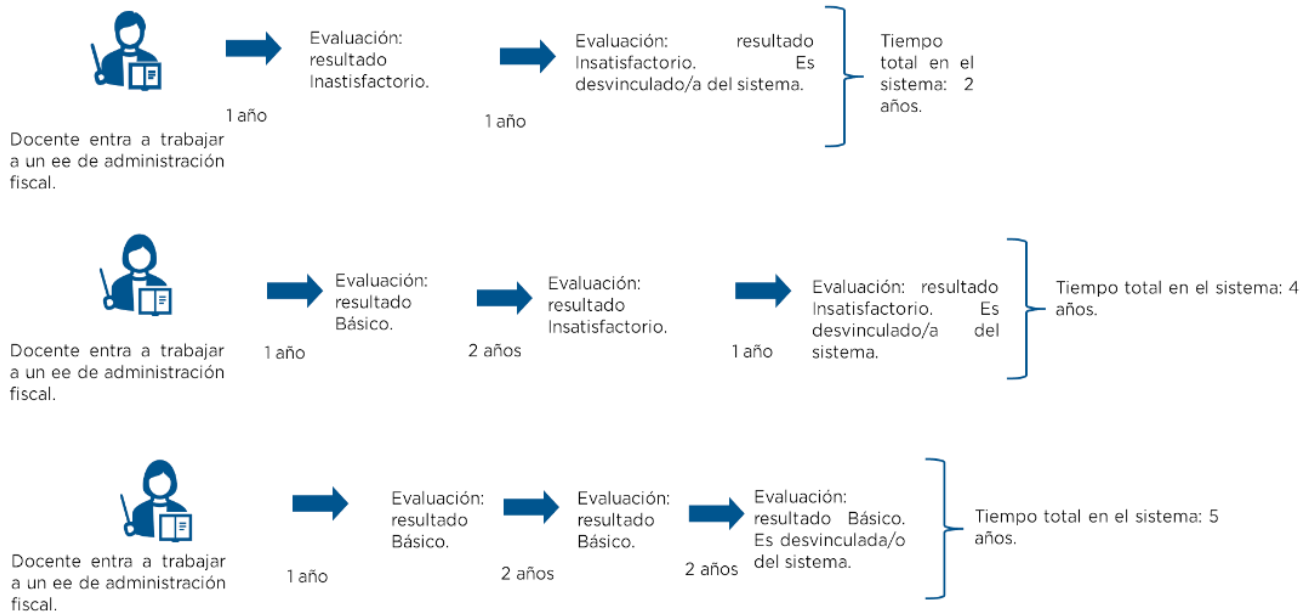 Docente entra a trabajar
a un ee de administración
fiscal.
1 año
Evaluación:
resultado
Inastisfactorio.
1 año
Evaluación: resultado
Insatisfactorio. Es
desvinculado/a del sistema.
Tiempo
total en el
sistema: 2
años.
Docente entra a trabajar
a un ee de administración
fiscal.
1 año
Evaluación:
resultado
Básico.
2 años
Evaluación:
resultado
Insatisfactorio.
1 año
Evaluación: resultado
Insatisfactorio. Es
desvinculado/a del
sistema.
Tiempo total en el sistema: 4
años.
Docente entra a trabajar
a un ee de administración
fiscal.
1 año
Evaluación:
resultado
Básico.
2 años
Evaluación:
resultado
Básico.
2 años
Evaluación:
resultado Básico.
Es desvinculada/o
del sistema.
Tiempo total en el sistema: 5
años.